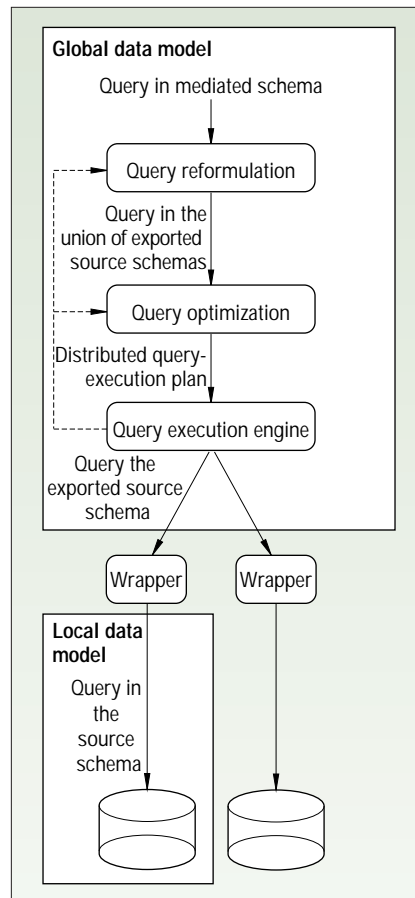 Global data model
Query in mediated schema
Query reformulation
Query in the
union of exported
source schemas
Query optimization
Distributed query-
execution plan
Query execution engine
Query the
exported source
schema
Wrapper
Wrapper
Local data
model
Query in
the
source
schema